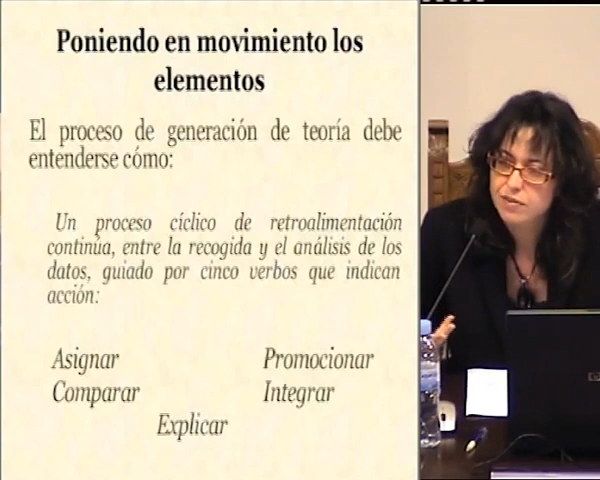 Poniendo en movimiento los
elementos
El proceso de generación de teoría debe
entenderse cómo:
Un proceso cíclico de retroalimentación
continúa, entre la recogida y el análisis de los
datos, guiado por cinco verbos que indican
acción:
Asignar Promocionar
Comparar Integrar
Explicar